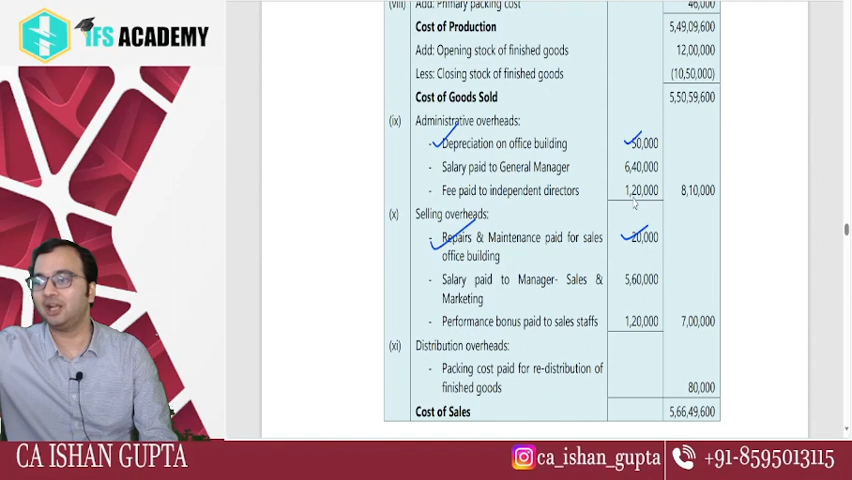 IFS ACADEMY
(viii) Add: Primary packing cost 46,000
Cost of Production 5,49,09,600
Add: Opening stock of finished goods 12,00,000
Less: Closing stock of finished goods (10,50,000)
Cost of Goods Sold 5,50,59,600
(ix) Administrative overheads:
- Depreciation on office building 50,000
- Salary paid to General Manager 6,40,000
- Fee paid to independent directors 1,20,000 8,10,000
(x) Selling overheads:
- Repairs & Maintenance paid for sales 20,000
office building
- Salary paid to Manager- Sales & 5,60,000
Marketing
- Performance bonus paid to sales staffs 1,20,000 7,00,000
(xi) Distribution overheads:
- Packing cost paid for re-distribution of
finished goods 80,000
Cost of Sales 5,66,49,600
CA ISHAN GUPTA ca_ishan_gupta +91-8595013115